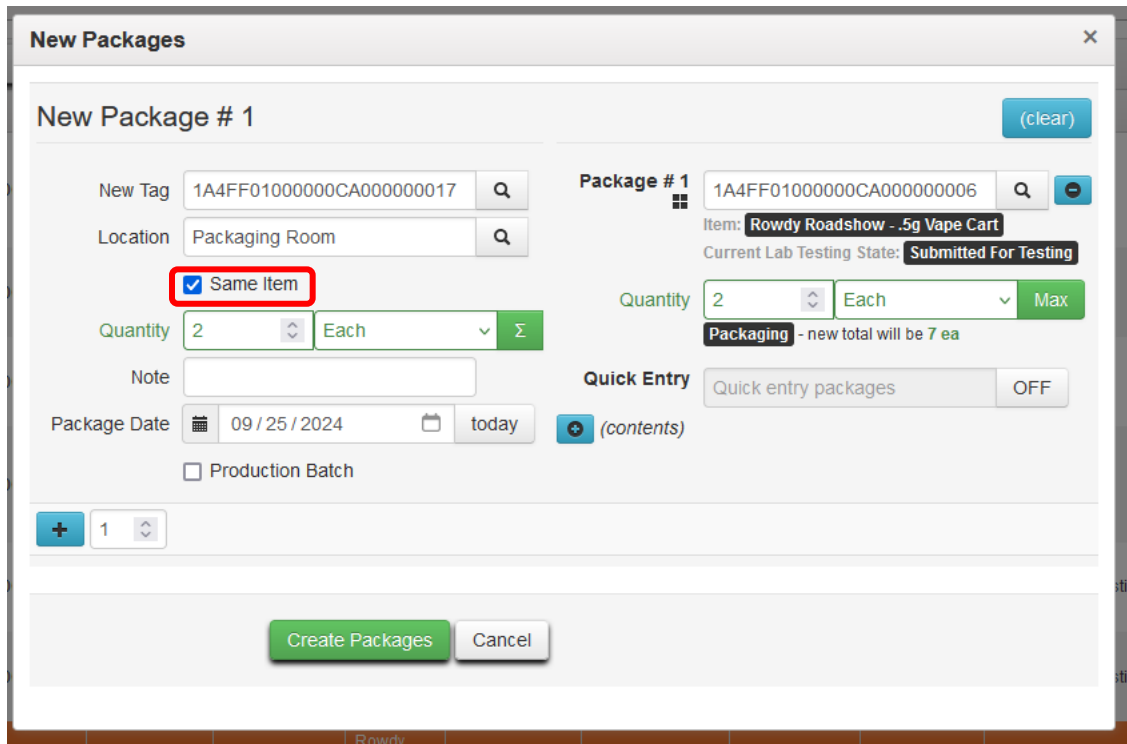 New Packages ×
New Package # 1
(clear)
New Tag 1A4FF01000000CA000000017
Location Packaging Room
Same Item
Quantity 2 Each Σ
Note
Package Date 09/25/2024 today
Production Batch
Package # 1 1A4FF01000000CA000000006
Item: Rowdy Roadshow - .5g Vape Cart
Current Lab Testing State: Submitted For Testing
Quantity 2 Each Max
Packaging - new total will be 7 ea
Quick Entry Quick entry packages OFF
(contents)
1
Create Packages Cancel
Rowdy